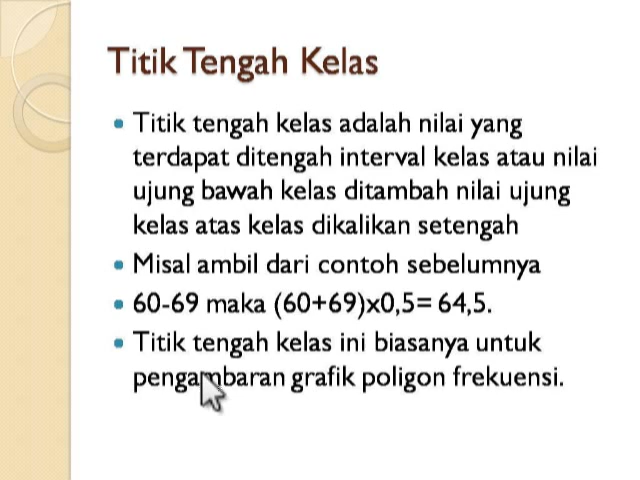 Titik Tengah Kelas
• Titik tengah kelas adalah nilai yang
terdapat ditengah interval kelas atau nilai
ujung bawah kelas ditambah nilai ujung
kelas atas kelas dikalikan setengah
• Misal ambil dari contoh sebelumnya
• 60-69 maka (60+69)x0,5= 64,5.
• Titik tengah kelas ini biasanya untuk
pengambaran grafik poligon frekuensi.